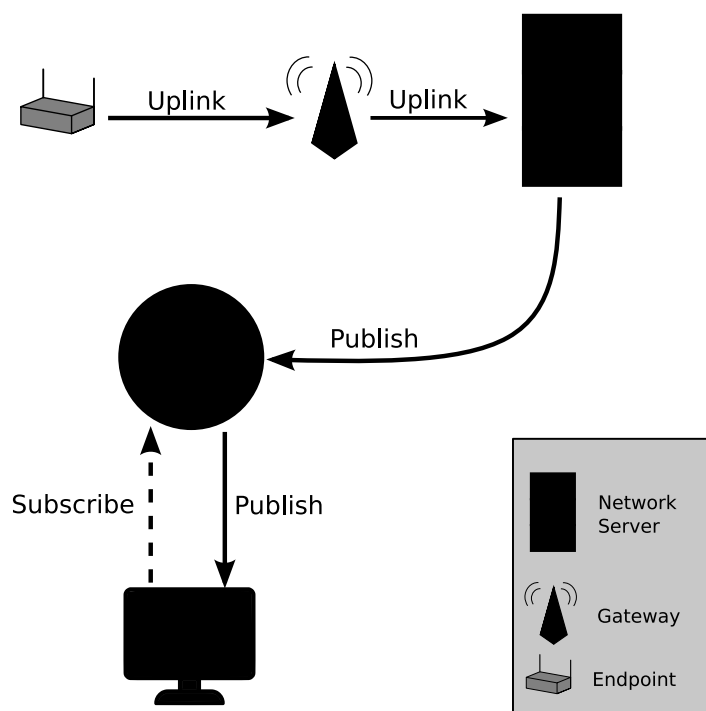 Uplink
Uplink
Publish
Subscribe
Publish
Network
Server
Gateway
Endpoint